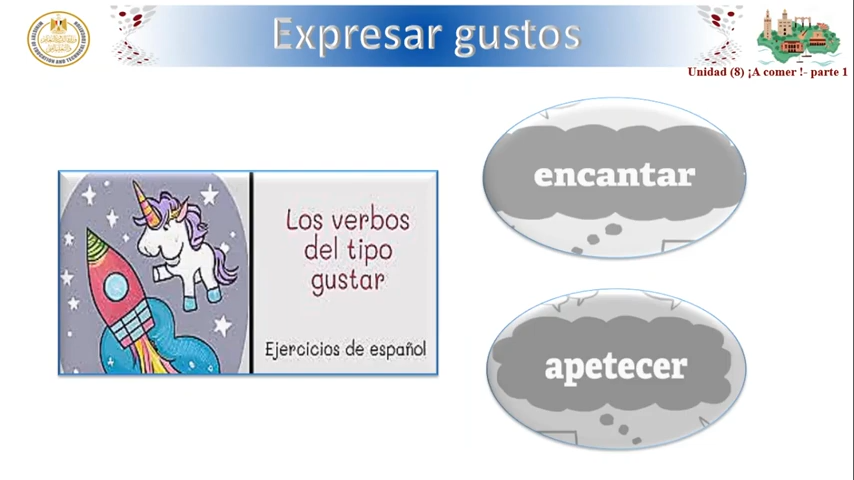 Expresar gustos
Unidad (8) ¡A comer !- parte 1
Los verbos
del tipo
gustar
Ejercicios de español
encantar
apetecer